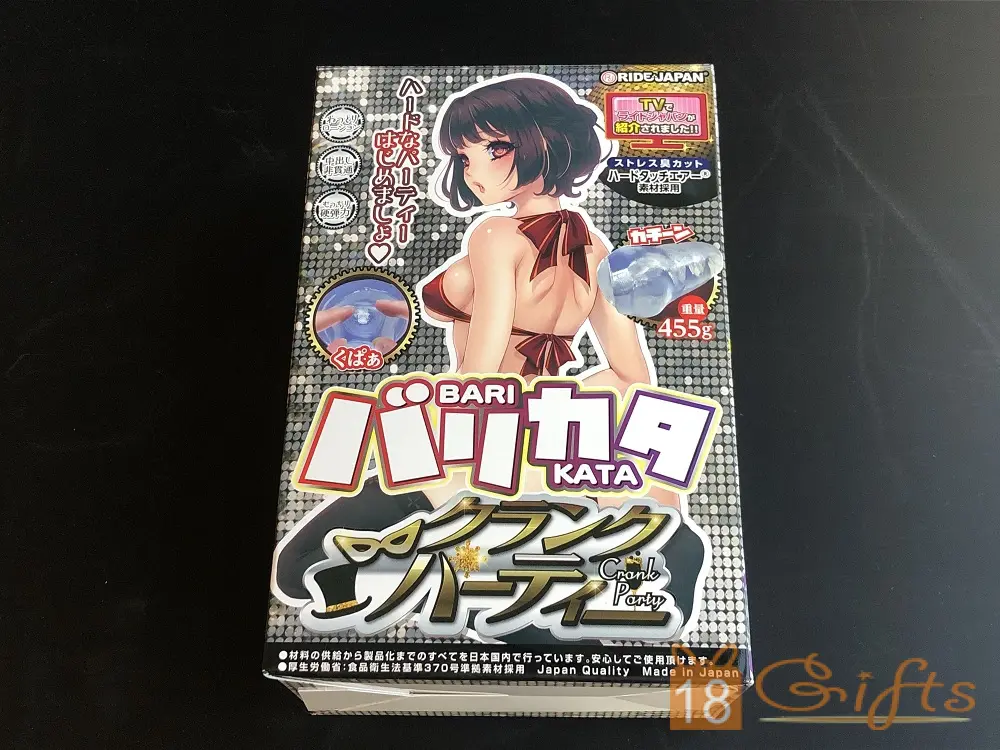 RIDE JAPAN
TVで
ライドジャパンが
紹介されました!!
ストレス臭カット
ハードタッチエアー®
素材採用
ハードなパーティー
はじめましょ♡
中出し
非貫通
もっちり
硬弾力
カチーン
重量
455g
くぱぁ
BARI
バリカタ
KATA
クランク
パーティー
Crank
Party
●材料の供給から製品化までのすべてを日本国内で行っています。安心してご使用頂けます。
●厚生労働省:食品衛生法基準370号準拠素材採用 Japan Quality Made in Japan
18 Gifts